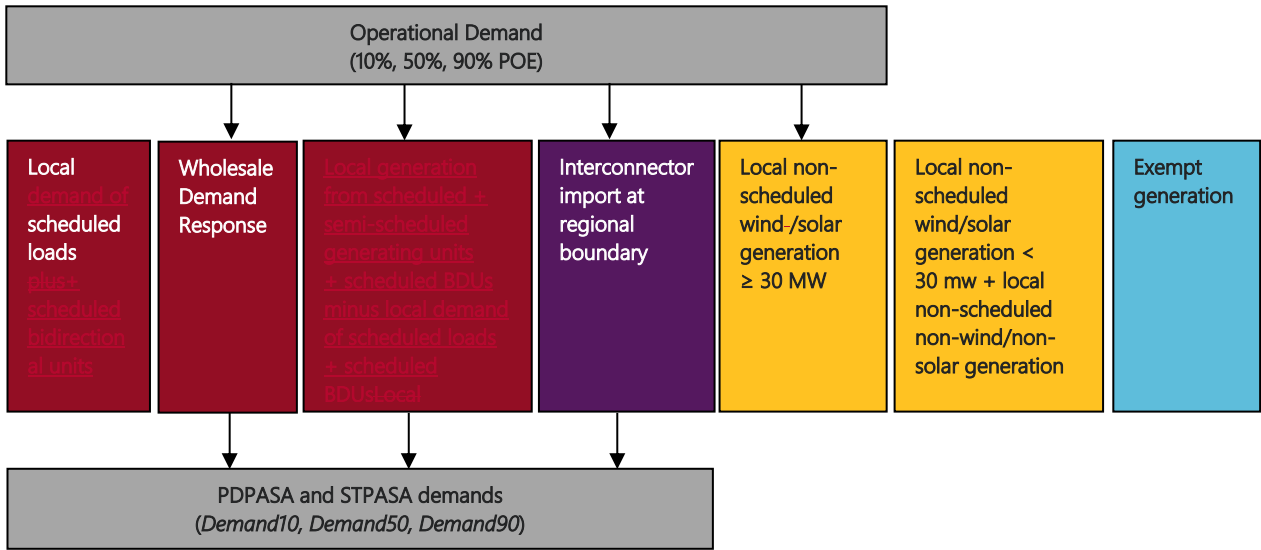 Operational Demand
(10%, 50%, 90% POE)
Local
demand of
scheduled
loads
plus+
scheduled
bidirection
al units
Wholesale
Demand
Response
Local generation
from scheduled +
semi-scheduled
generating units
+ scheduled BDUs
minus local demand
of scheduled loads
+ scheduled
BDUsLocal
Interconnector
import at
regional
boundary
Local non-
scheduled
wind-/solar
generation
≥ 30 MW
Local non-
scheduled
wind/solar
generation <
30 mw + local
non-scheduled
non-wind/non-
solar generation
Exempt
generation
PDPASA and STPASA demands
(Demand10, Demand50, Demand90)